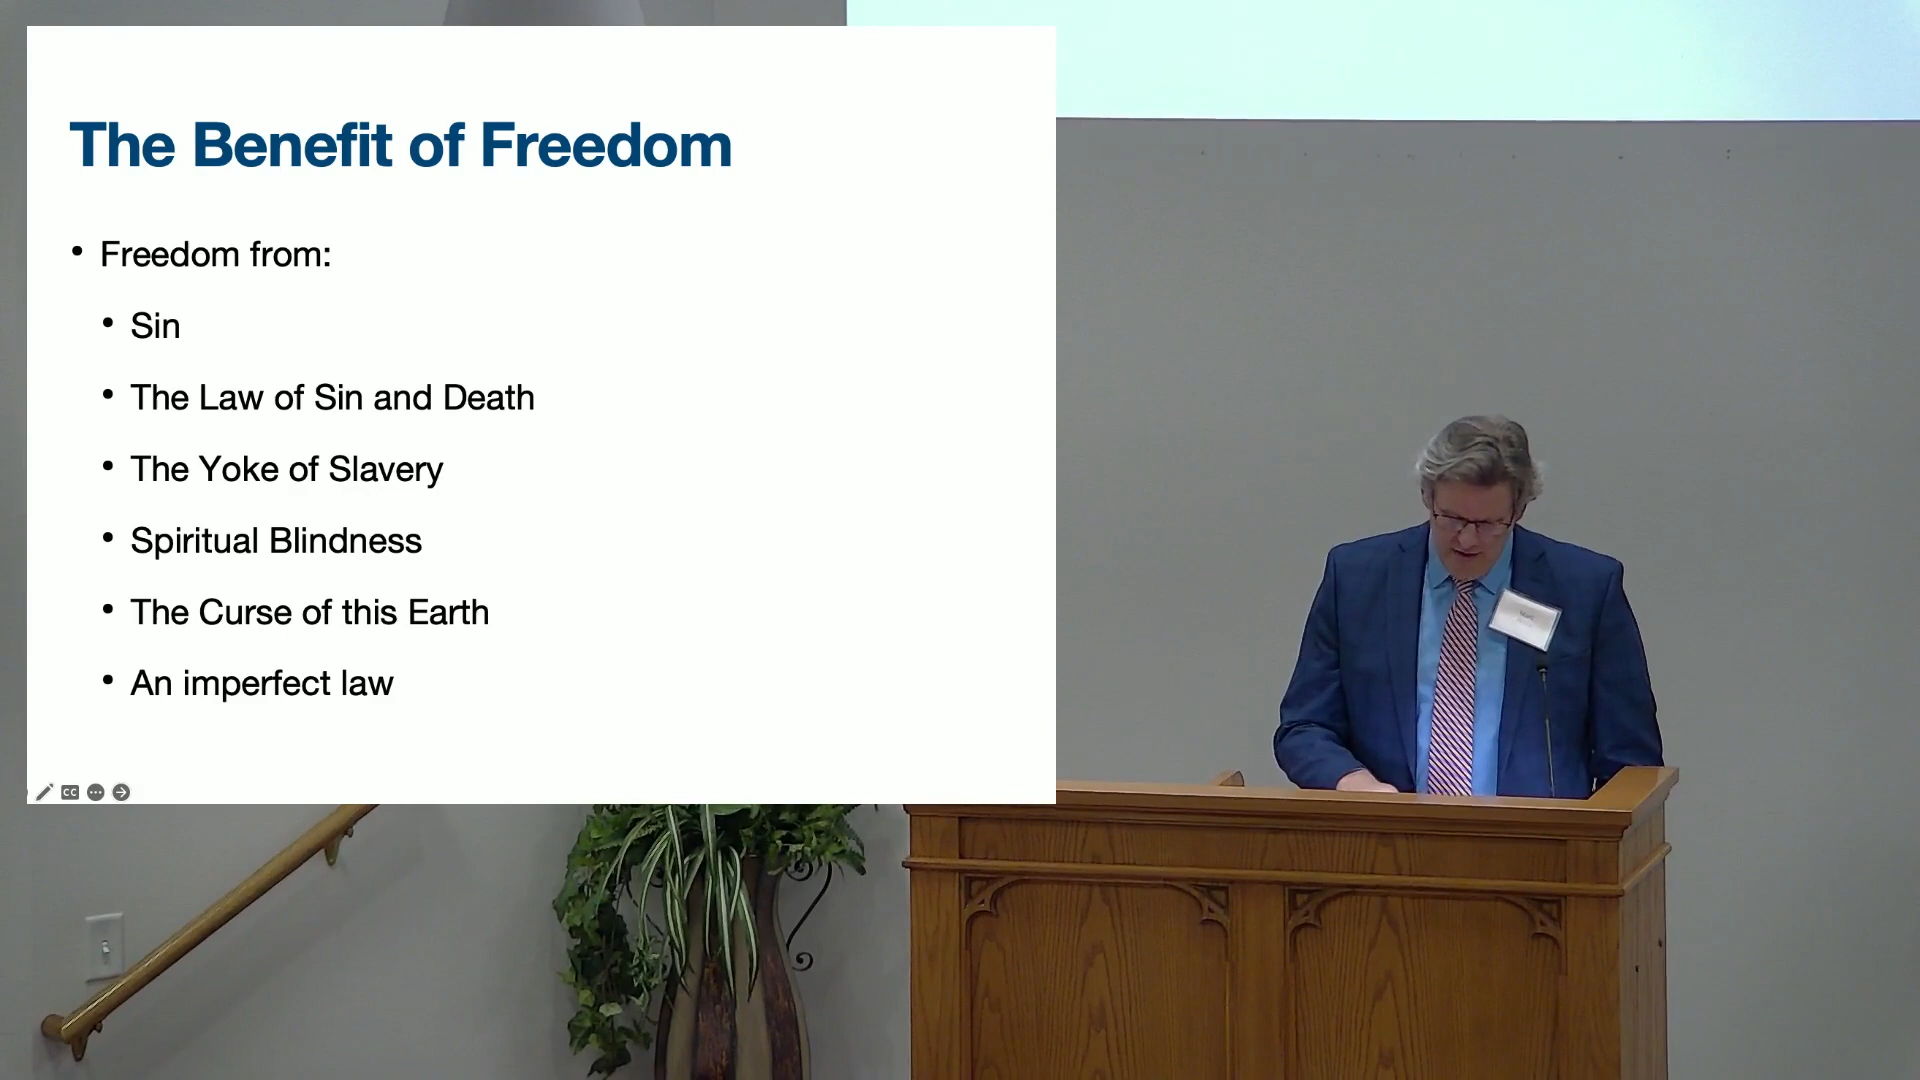 The Benefit of Freedom
• Freedom from:
• Sin
• The Law of Sin and Death
• The Yoke of Slavery
• Spiritual Blindness
• The Curse of this Earth
• An imperfect law
CC